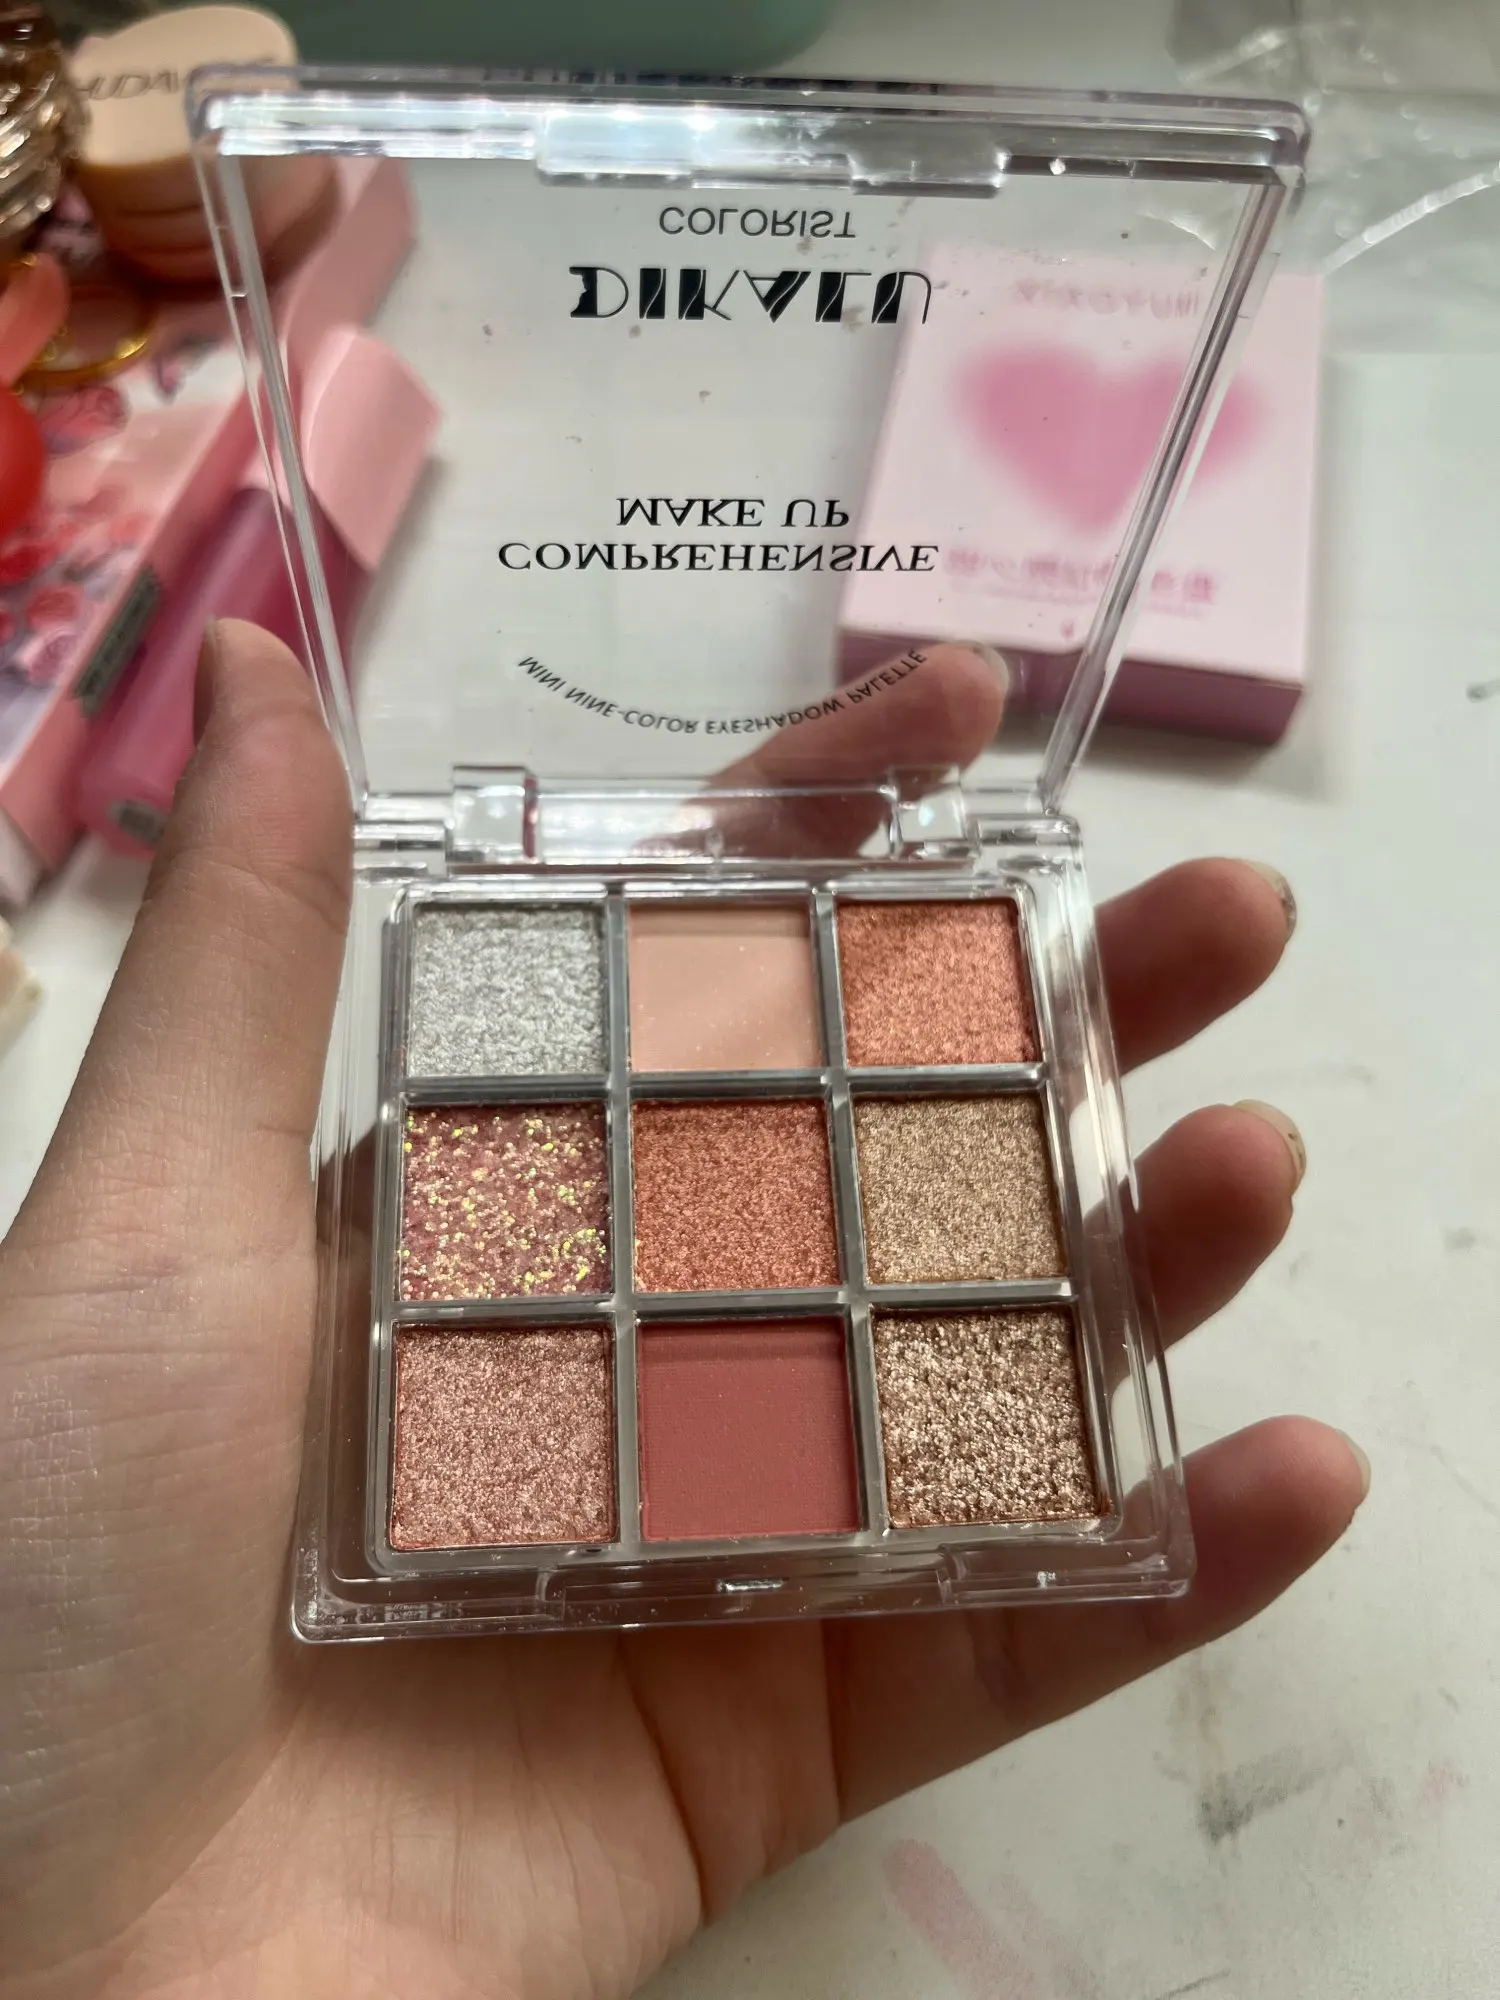 COLORIST
DIKALU
MAKE UP
COMPREHENSIVE
MINI NINE-COLOR EYESHADOW PALETTE